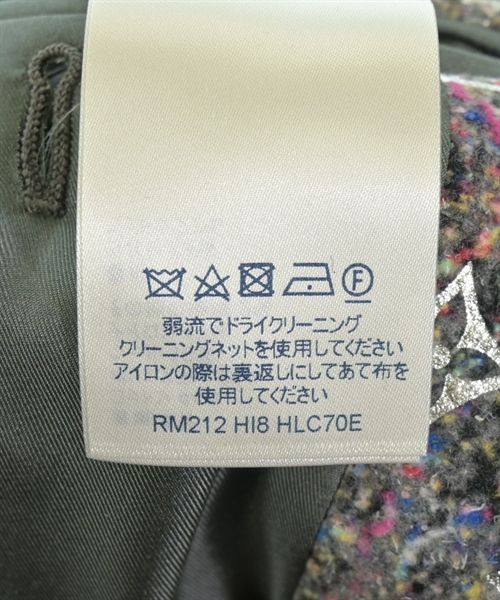 F
弱流でドライクリーニング
クリーニングネットを使用してください
アイロンの際は裏返しにしてあて布を
使用してください
RM212 HI8 HLC70E